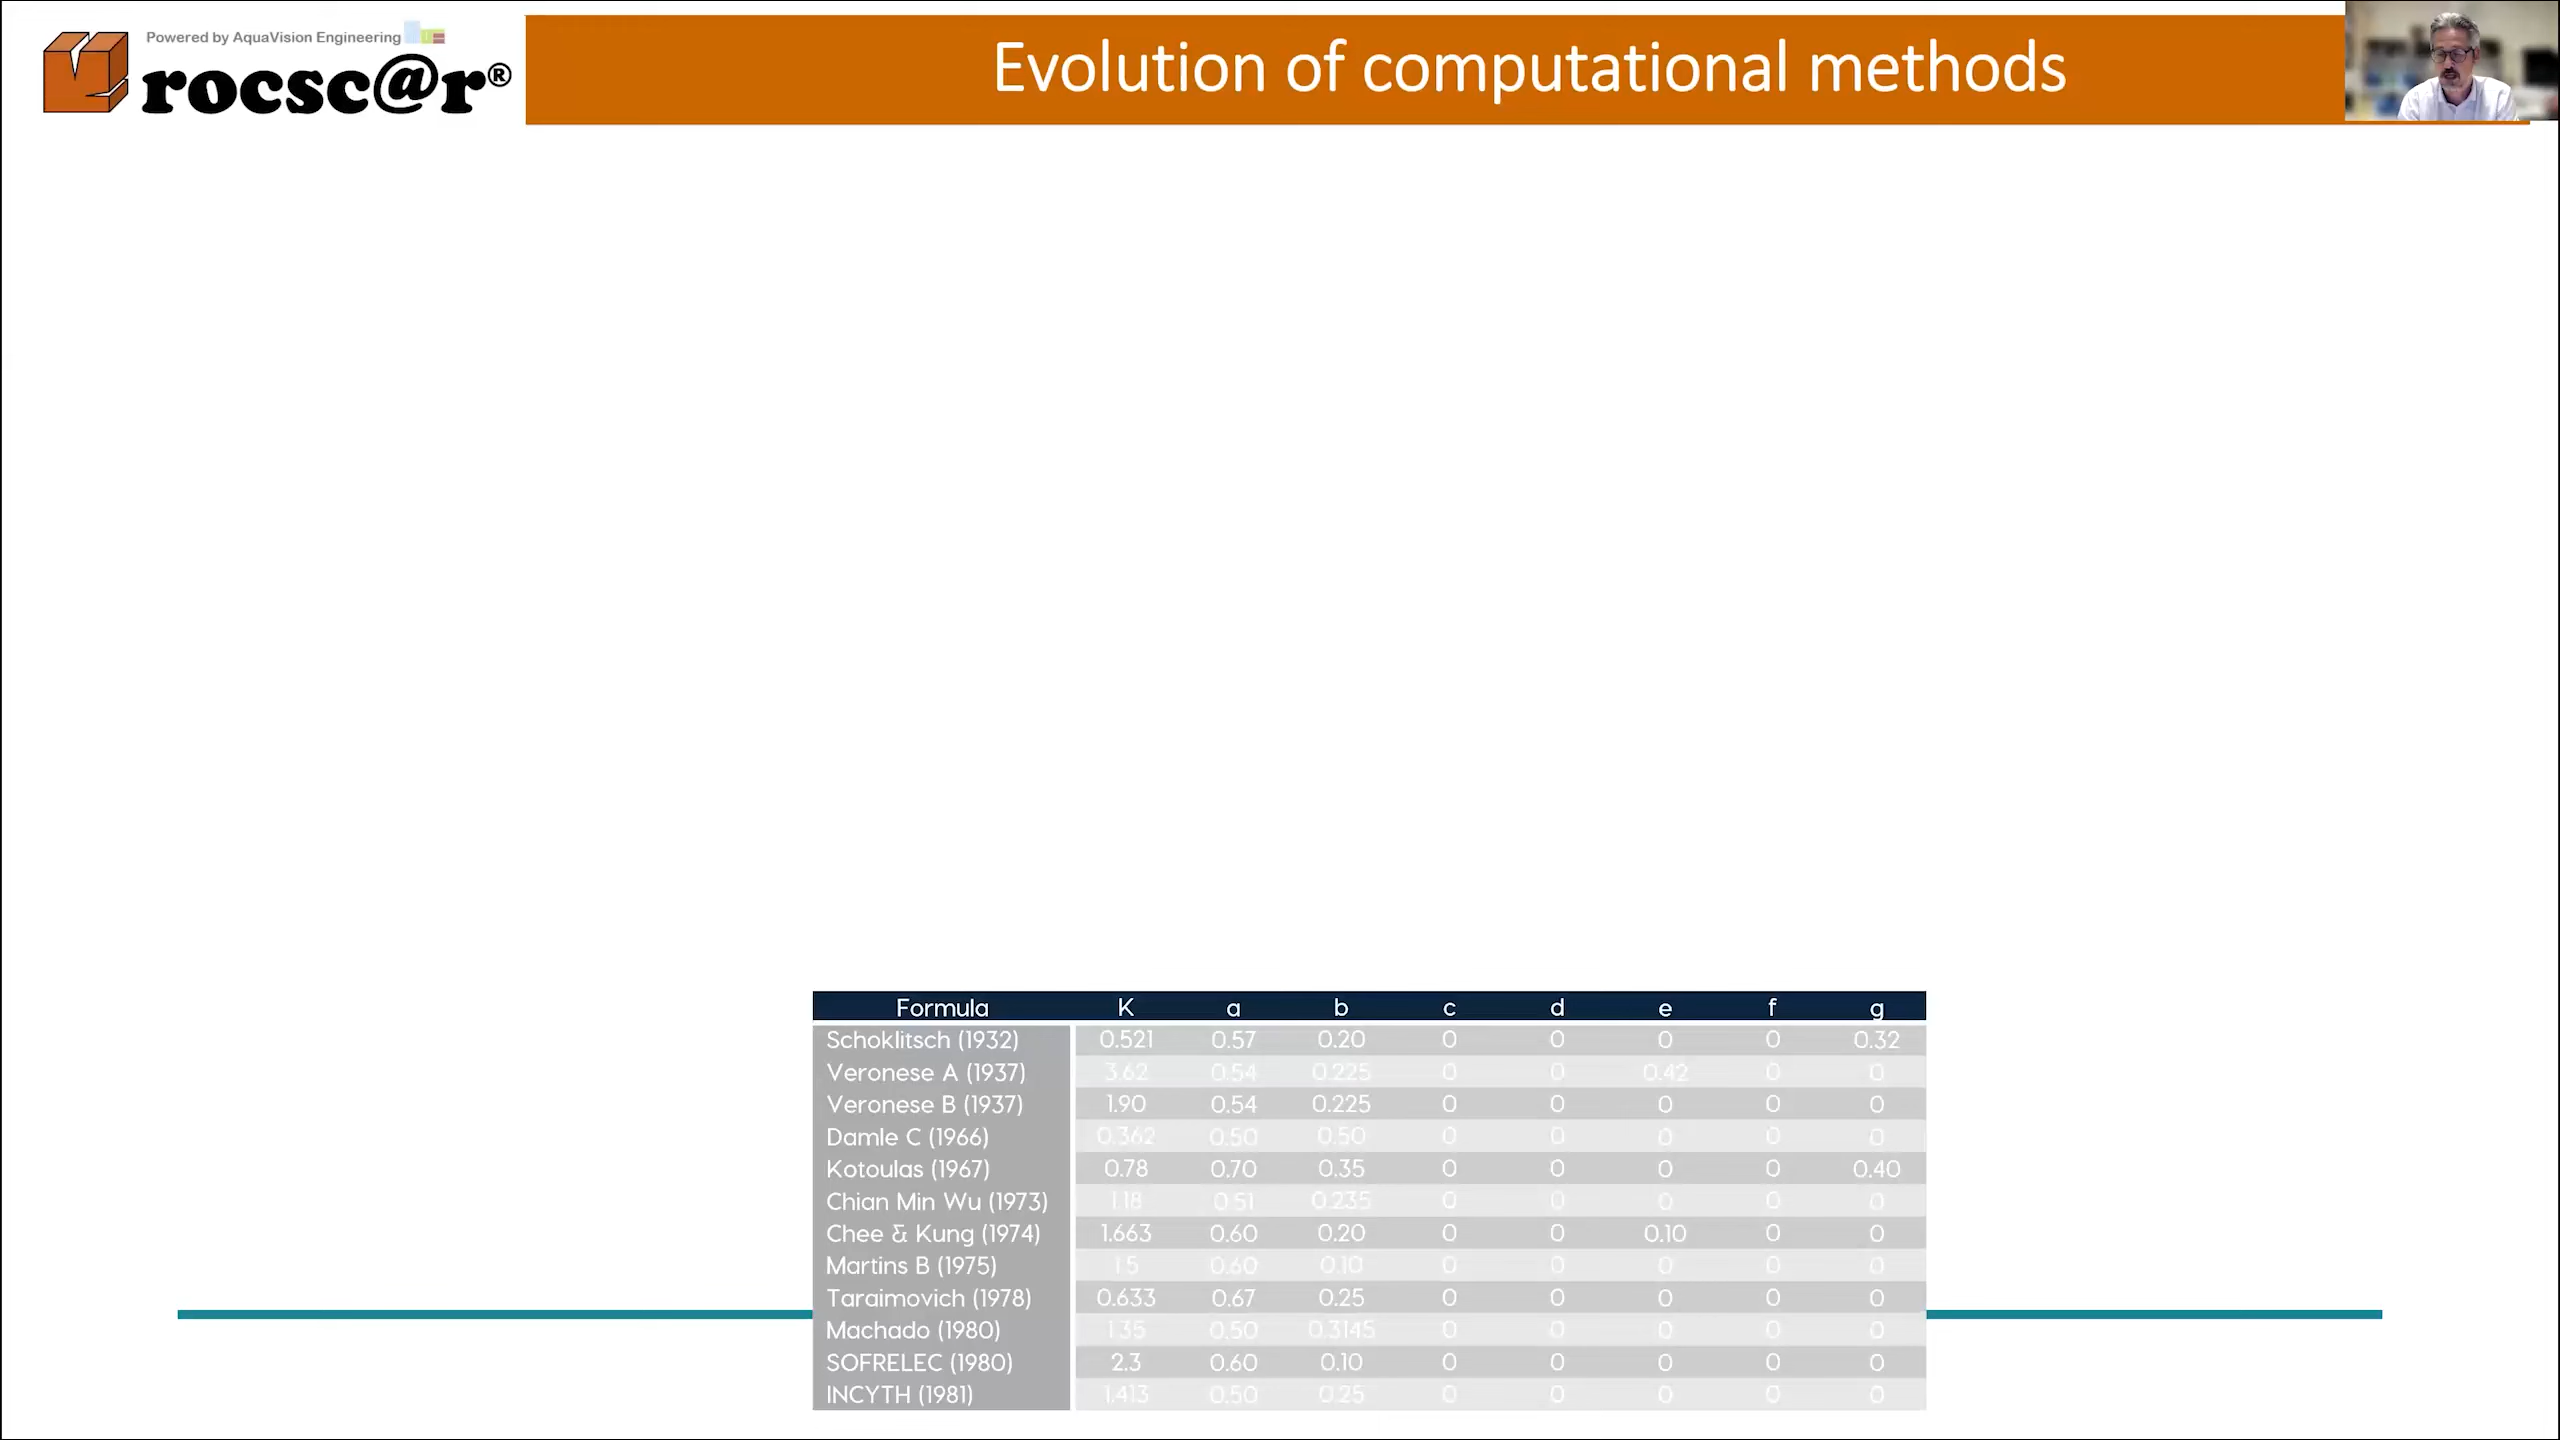 Powered by AquaVision Engineering
rocsc@r®
Evolution of computational methods
Formula K a b c d e f g
Schoklitsch (1932) 0.521 0.57 0.20 0 0 0 0 0.32
Veronese A (1937) 3.62 0.54 0.225 0 0 0.42 0 0
Veronese B (1937) 1.90 0.54 0.225 0 0 0 0 0
Damle C (1966) 0.362 0.50 0.50 0 0 0 0 0
Kotoulas (1967) 0.78 0.70 0.35 0 0 0 0 0.40
Chian Min Wu (1973) 1.18 0.51 0.235 0 0 0 0 0
Chee & Kung (1974) 1.663 0.60 0.20 0 0 0.10 0 0
Martins B (1975) 1.5 0.60 0.10 0 0 0 0 0
Taraimovich (1978) 0.633 0.67 0.25 0 0 0 0 0
Machado (1980) 1.35 0.50 0.3145 0 0 0 0 0
SOFRELEC (1980) 2.3 0.60 0.10 0 0 0 0 0
INCYTH (1981) 1.413 0.50 0.25 0 0 0 0 0